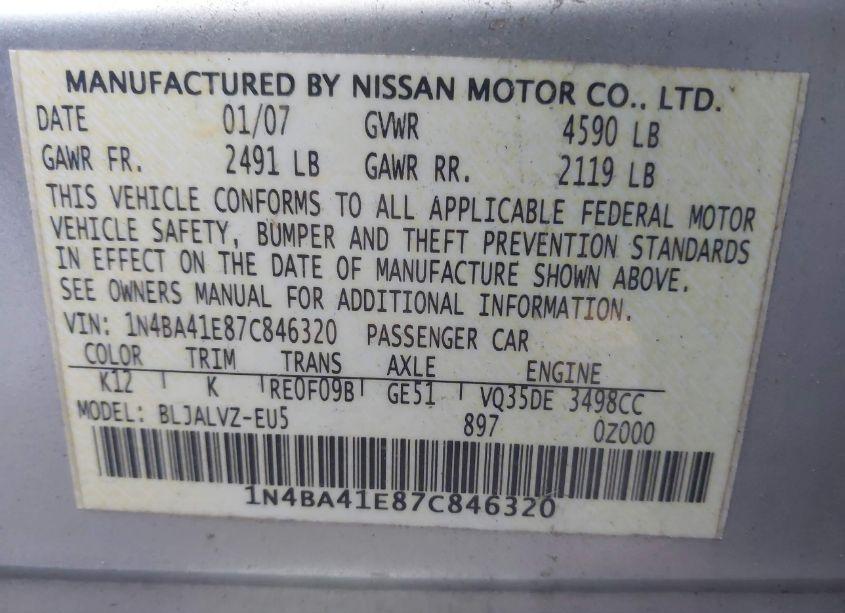 MANUFACTURED BY NISSAN MOTOR CO., LTD.
DATE 01/07 GVWR 4590 LB
GAWR FR. 2491 LB GAWR RR. 2119 LB
THIS VEHICLE CONFORMS TO ALL APPLICABLE FEDERAL MOTOR
VEHICLE SAFETY, BUMPER AND THEFT PREVENTION STANDARDS
IN EFFECT ON THE DATE OF MANUFACTURE SHOWN ABOVE.
SEE OWNERS MANUAL FOR ADDITIONAL INFORMATION.
VIN: 1N4BA41E87C846320 PASSENGER CAR
COLOR TRIM TRANS AXLE ENGINE
K12 K RE0F09B GE51 VQ35DE 3498CC
MODEL: BLJALVZ-EU5 897 0Z000
1N4BA41E87C846320